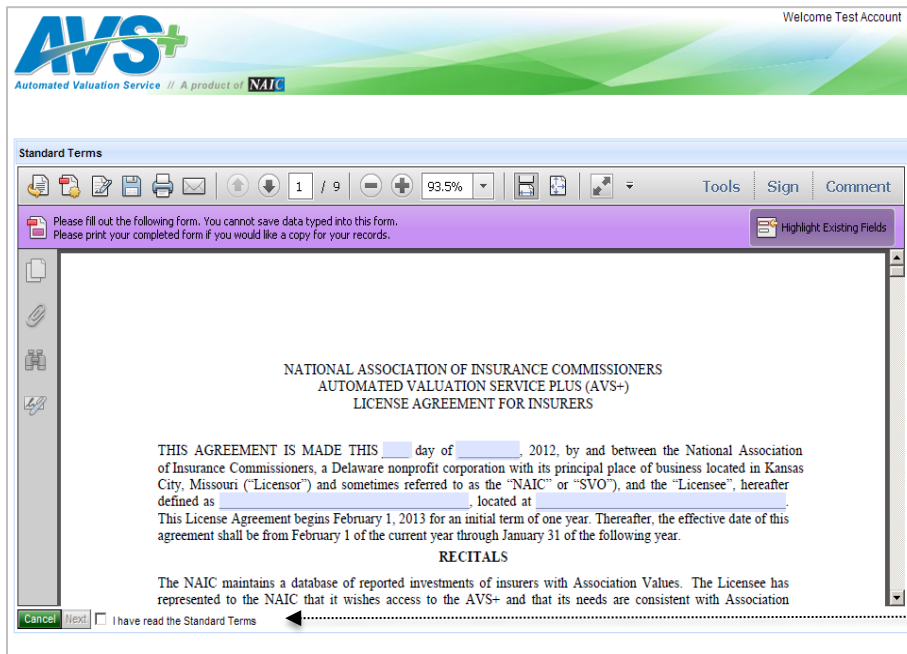 Welcome Test Account
AVS+
Automated Valuation Service // A product of NAIC
Standard Terms
1 / 9 93.5% Tools Sign Comment
Please fill out the following form. You cannot save data typed into this form.
Please print your completed form if you would like a copy for your records.
Highlight Existing Fields
NATIONAL ASSOCIATION OF INSURANCE COMMISSIONERS
AUTOMATED VALUATION SERVICE PLUS (AVS+)
LICENSE AGREEMENT FOR INSURERS
THIS AGREEMENT IS MADE THIS ____ day of ________, 2012, by and between the National Association
of Insurance Commissioners, a Delaware nonprofit corporation with its principal place of business located in Kansas
City, Missouri (“Licensor”) and sometimes referred to as the “NAIC” or “SVO”), and the “Licensee”, hereafter
defined as ________________________________, located at ________________________________.
This License Agreement begins February 1, 2013 for an initial term of one year. Thereafter, the effective date of this
agreement shall be from February 1 of the current year through January 31 of the following year.
RECITALS
The NAIC maintains a database of reported investments of insurers with Association Values. The Licensee has
represented to the NAIC that it wishes access to the AVS+ and that its needs are consistent with Association
Cancel Next I have read the Standard Terms